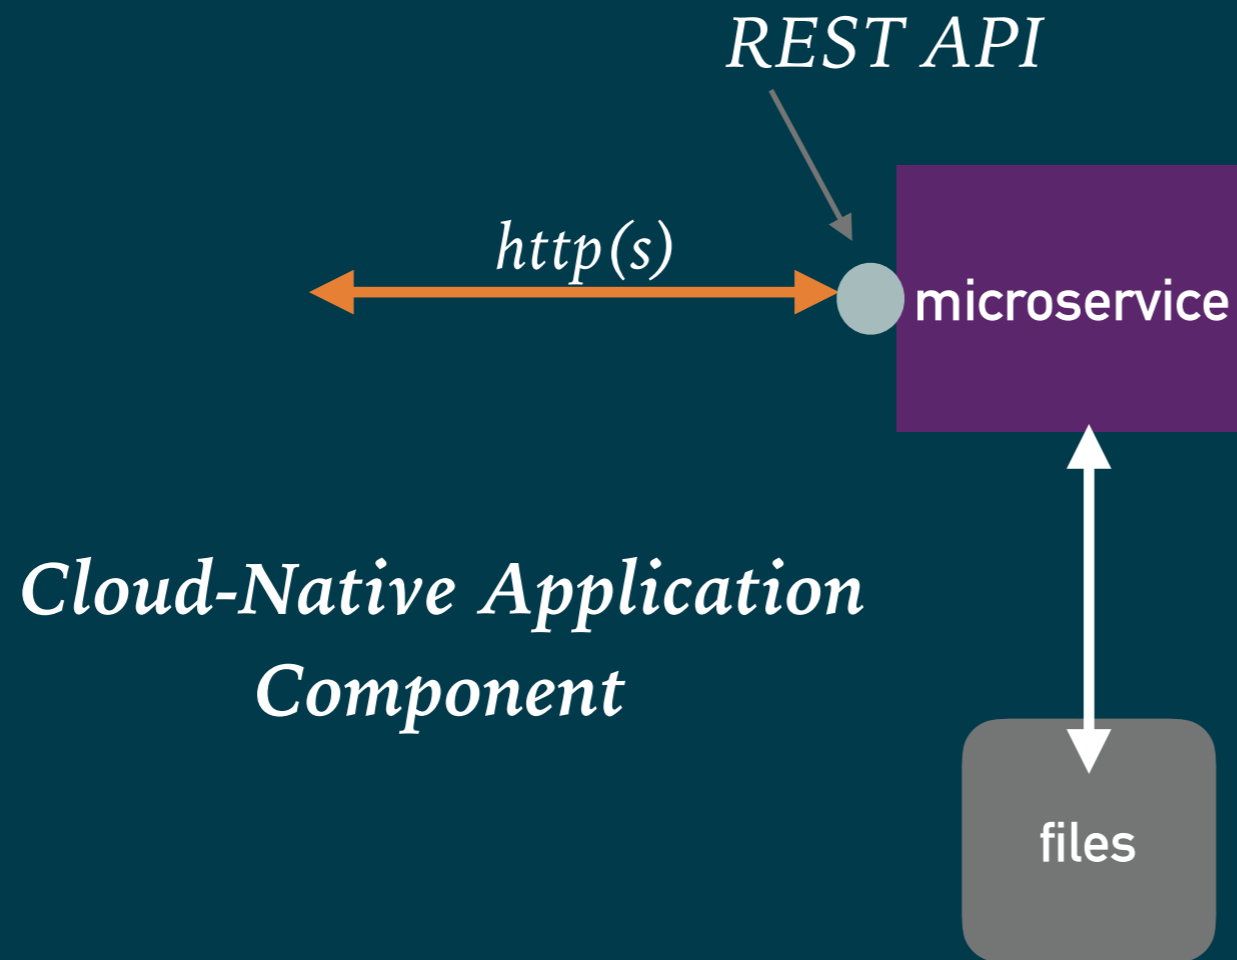 REST API
http(s)
microservice
Cloud-Native Application
Component
files